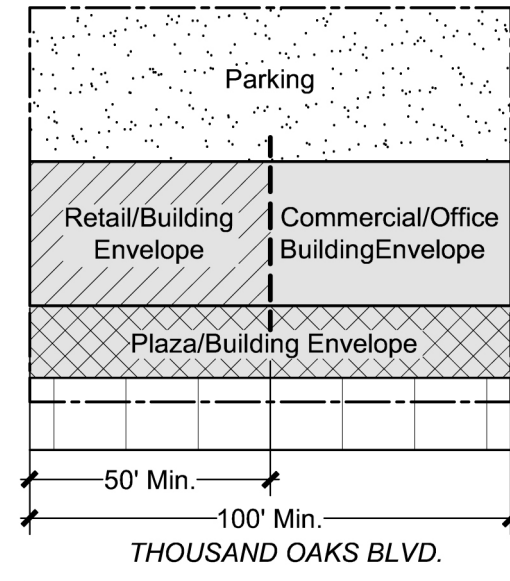 Parking
Retail/Building
Envelope
Commercial/Office
BuildingEnvelope
Plaza/Building Envelope
50' Min.
100' Min.
THOUSAND OAKS BLVD.